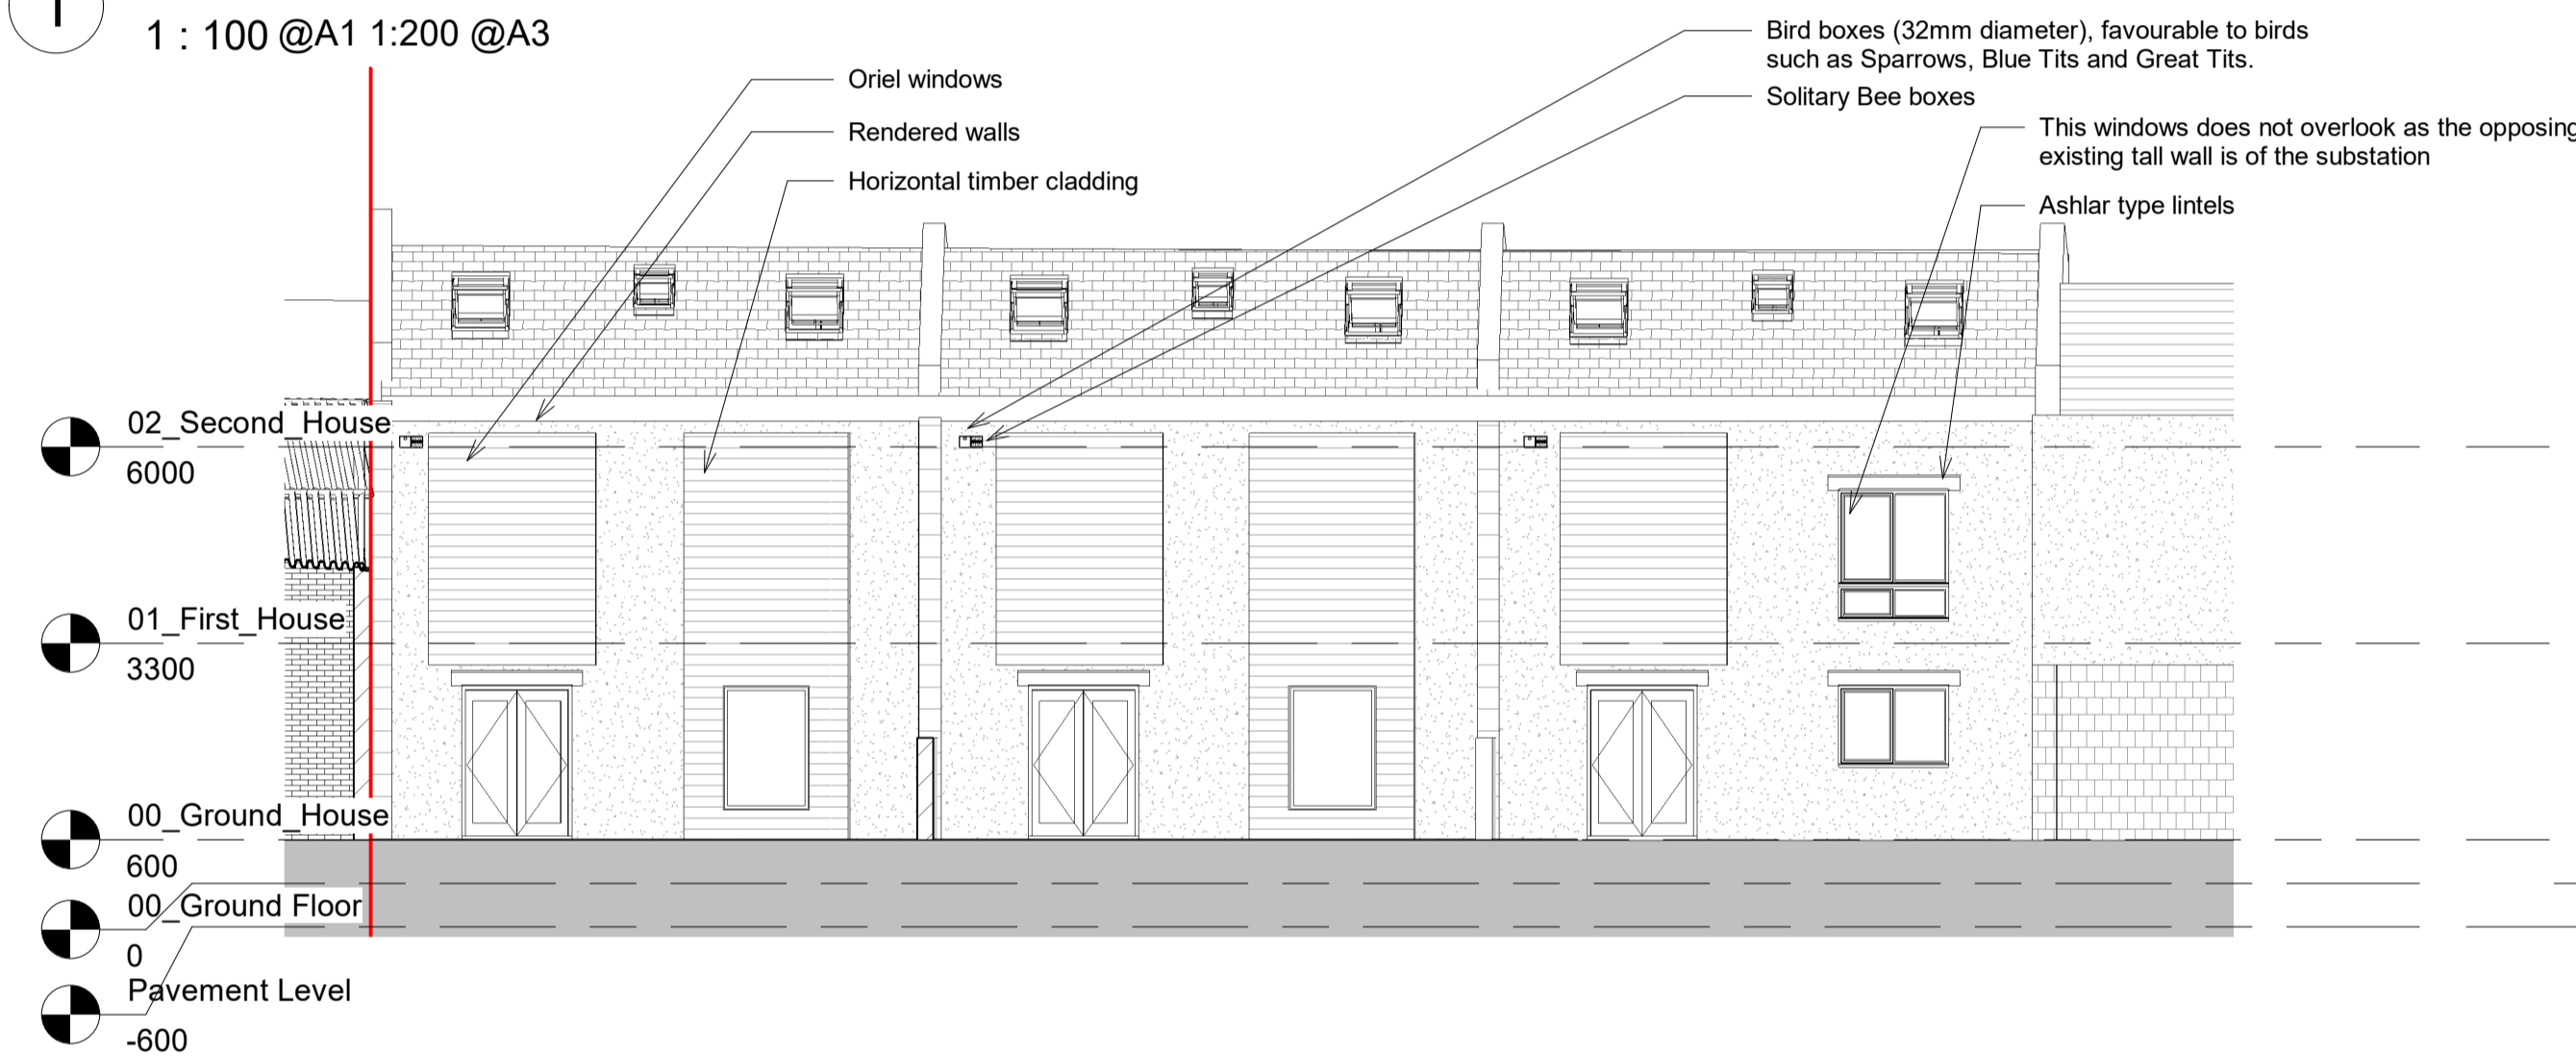 1
1 : 100 @A1 1:200 @A3
Oriel windows
Rendered walls
Horizontal timber cladding
Bird boxes (32mm diameter), favourable to birds
such as Sparrows, Blue Tits and Great Tits.
Solitary Bee boxes
This windows does not overlook as the opposing
existing tall wall is of the substation
Ashlar type lintels
02_Second_House
6000
01_First_House
3300
00_Ground_House
600
00_Ground Floor
0
Pavement Level
-600